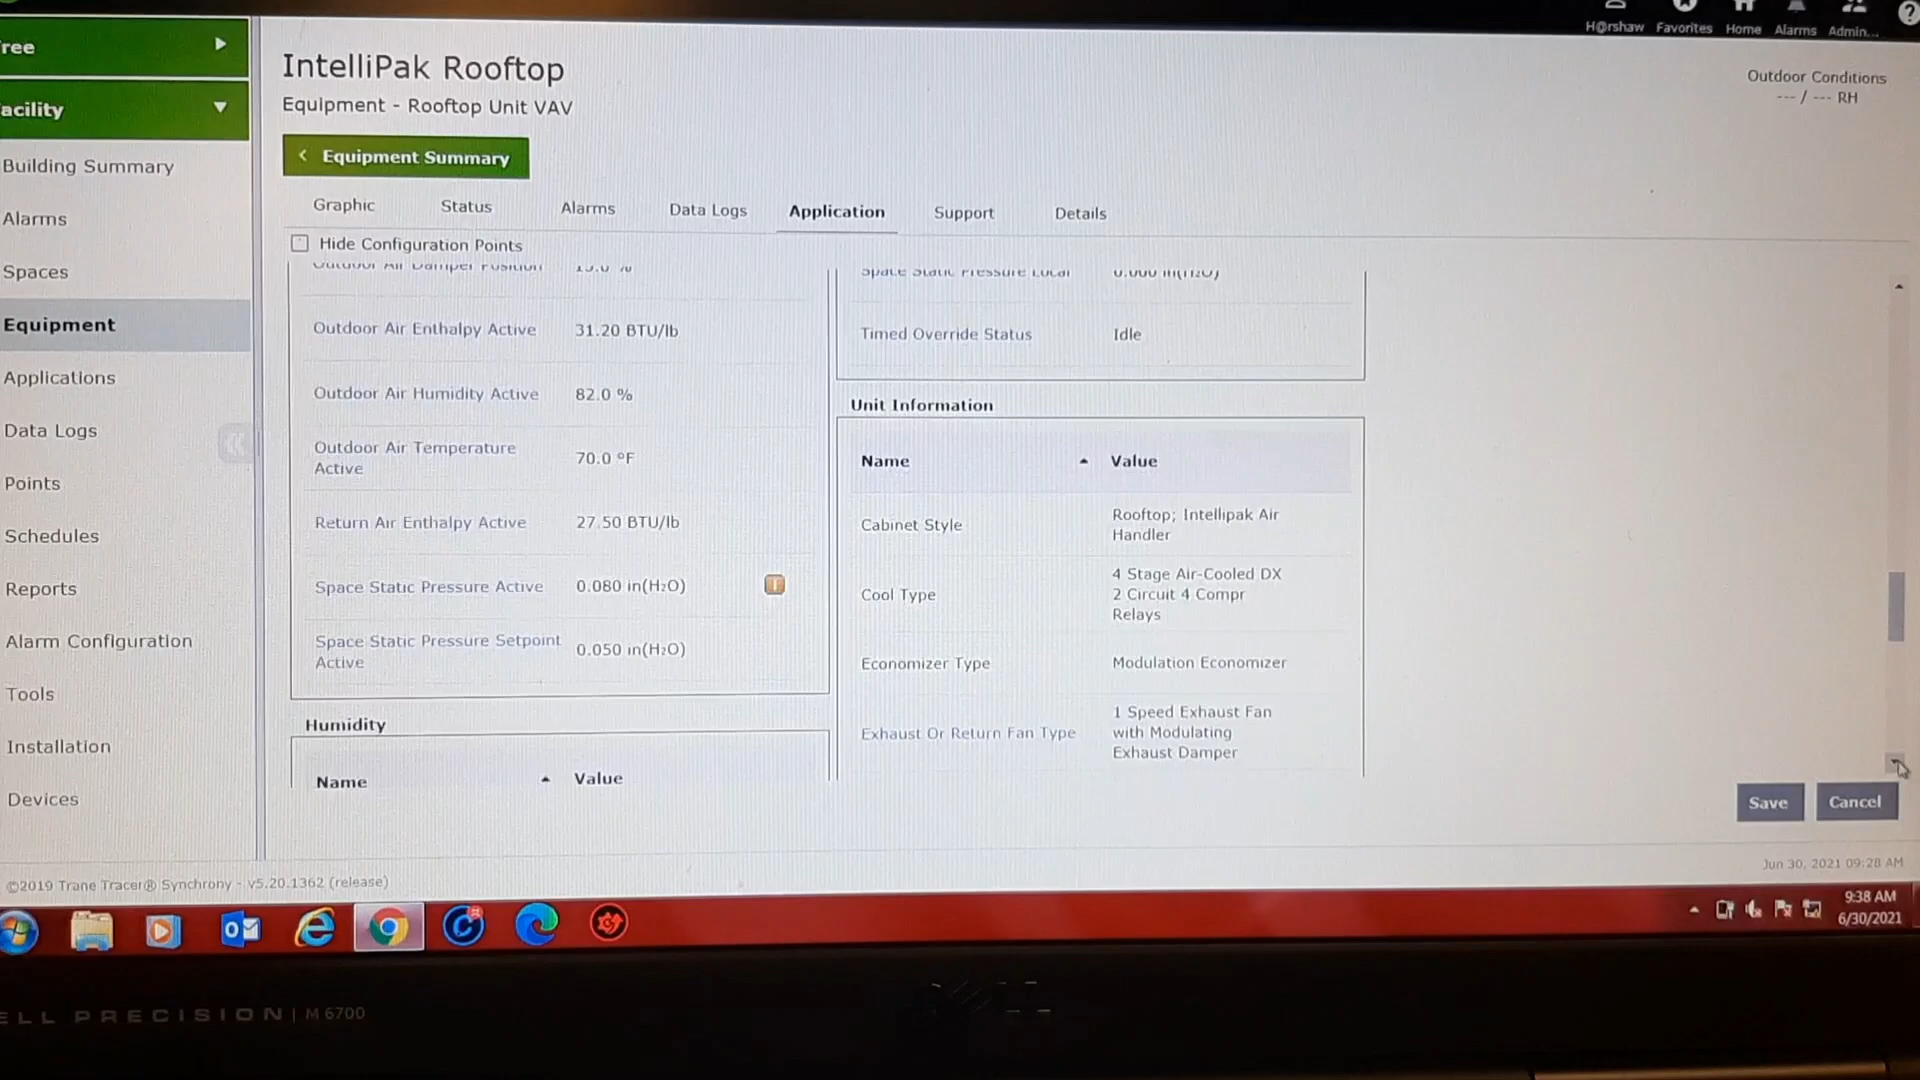 H@rshaw Favorites Home Alarms Admin...
ree
acility
Building Summary
Alarms
Spaces
Equipment
Applications
Data Logs
Points
Schedules
Reports
Alarm Configuration
Tools
Installation
Devices
IntelliPak Rooftop
Equipment - Rooftop Unit VAV
Outdoor Conditions
--- / --- RH
Equipment Summary
Graphic Status Alarms Data Logs Application Support Details
Hide Configuration Points
Outdoor Air Damper Position 15.0 %
Outdoor Air Enthalpy Active 31.20 BTU/lb
Outdoor Air Humidity Active 82.0 %
Outdoor Air Temperature
Active
70.0 °F
Return Air Enthalpy Active 27.50 BTU/lb
Space Static Pressure Active 0.080 in(H₂O)
Space Static Pressure Setpoint
Active
0.050 in(H₂O)
Humidity
Name Value
Space Static Pressure Local 0.000 in(H₂O)
Timed Override Status Idle
Unit Information
Name Value
Cabinet Style
Rooftop; Intellipak Air
Handler
Cool Type
4 Stage Air-Cooled DX
2 Circuit 4 Compr
Relays
Economizer Type Modulation Economizer
Exhaust Or Return Fan Type
1 Speed Exhaust Fan
with Modulating
Exhaust Damper
Save Cancel
Jun 30, 2021 09:28 AM
©2019 Trane Tracer® Synchrony - v5.20.1362 (release)
9:38 AM
6/30/2021
ELL PRECISION | M 6700